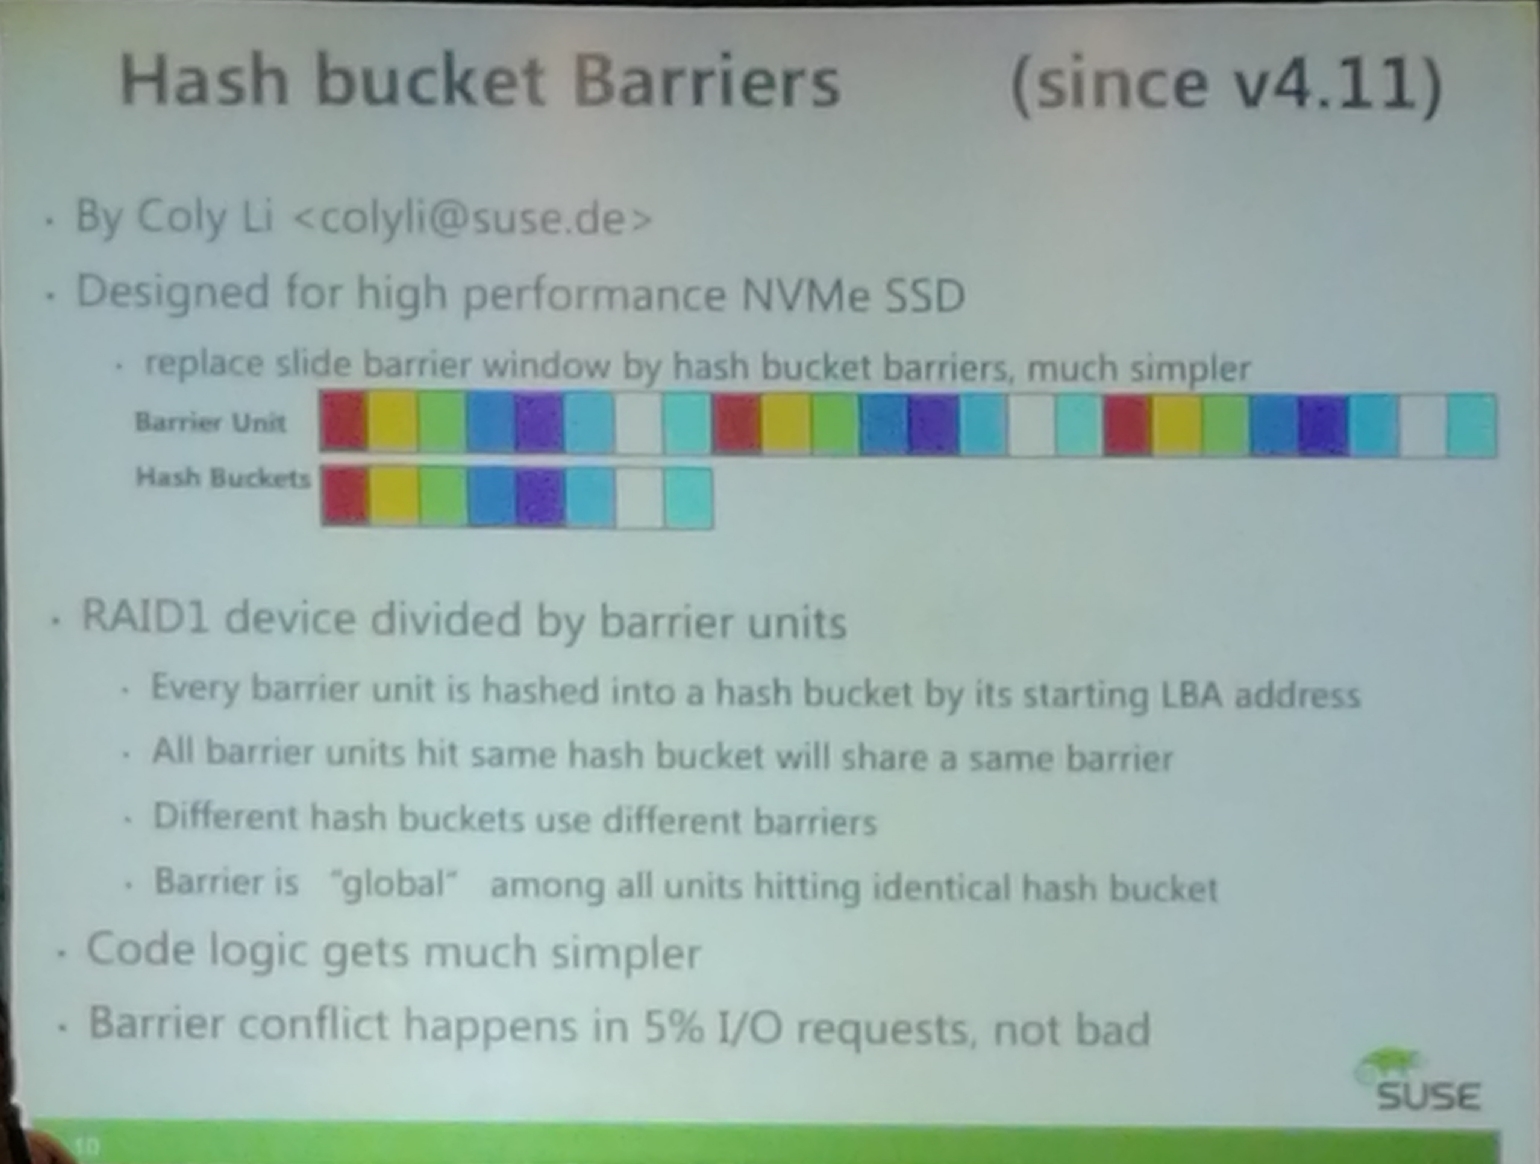 Hash bucket Barriers (since v4.11)
· By Coly Li <colyli@suse.de>
· Designed for high performance NVMe SSD
· replace slide barrier window by hash bucket barriers, much simpler
Barrier Unit
Hash Buckets
· RAID1 device divided by barrier units
· Every barrier unit is hashed into a hash bucket by its starting LBA address
· All barrier units hit same hash bucket will share a same barrier
· Different hash buckets use different barriers
· Barrier is "global" among all units hitting identical hash bucket
· Code logic gets much simpler
· Barrier conflict happens in 5% I/O requests, not bad
SUSE
10